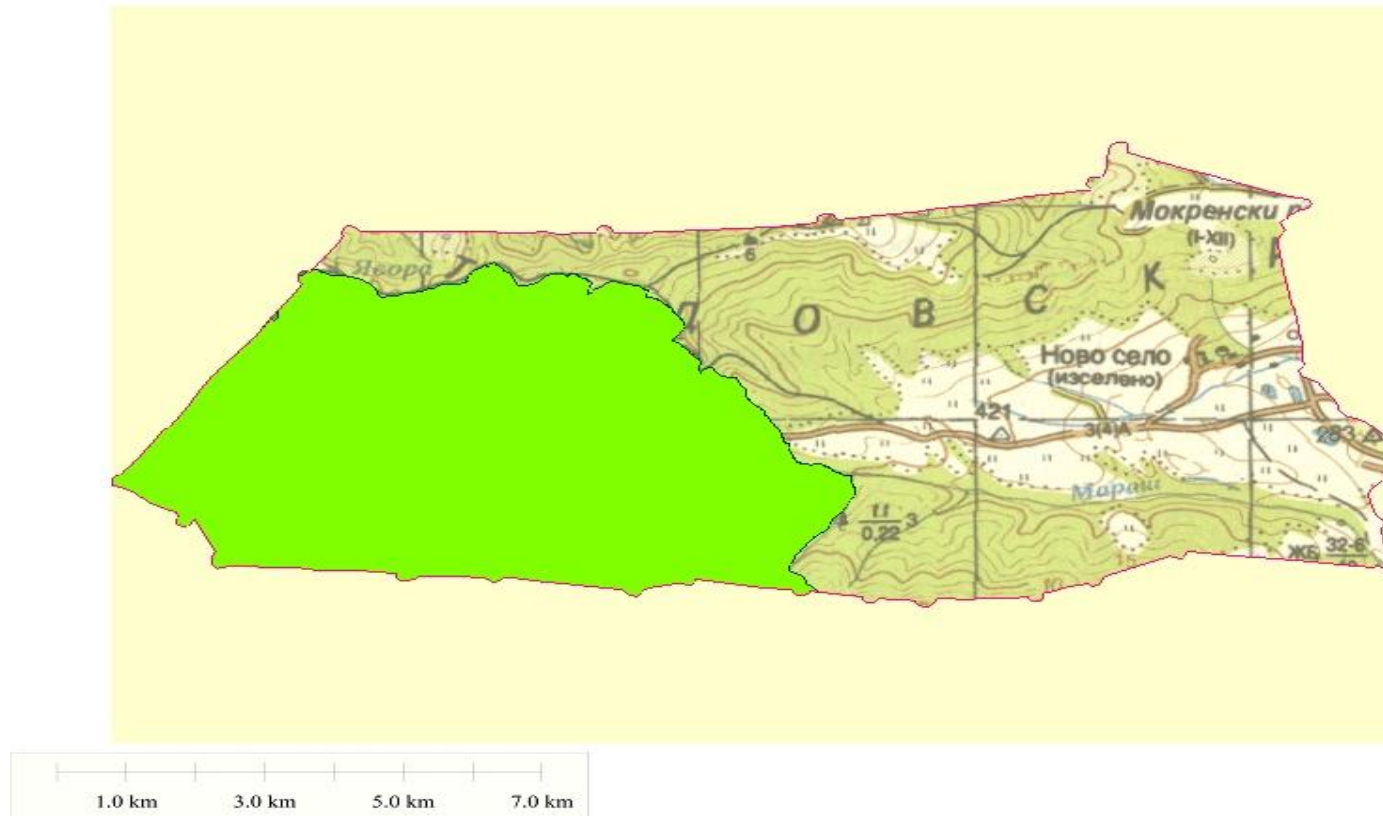 Мокренски
(I-XII)
Явора
6
Л О В С К
Ново село
(изселено)
421
3(4)А
283
Мараш
11
0,22
3
ЖБ 32-6
1.0 km 3.0 km 5.0 km 7.0 km